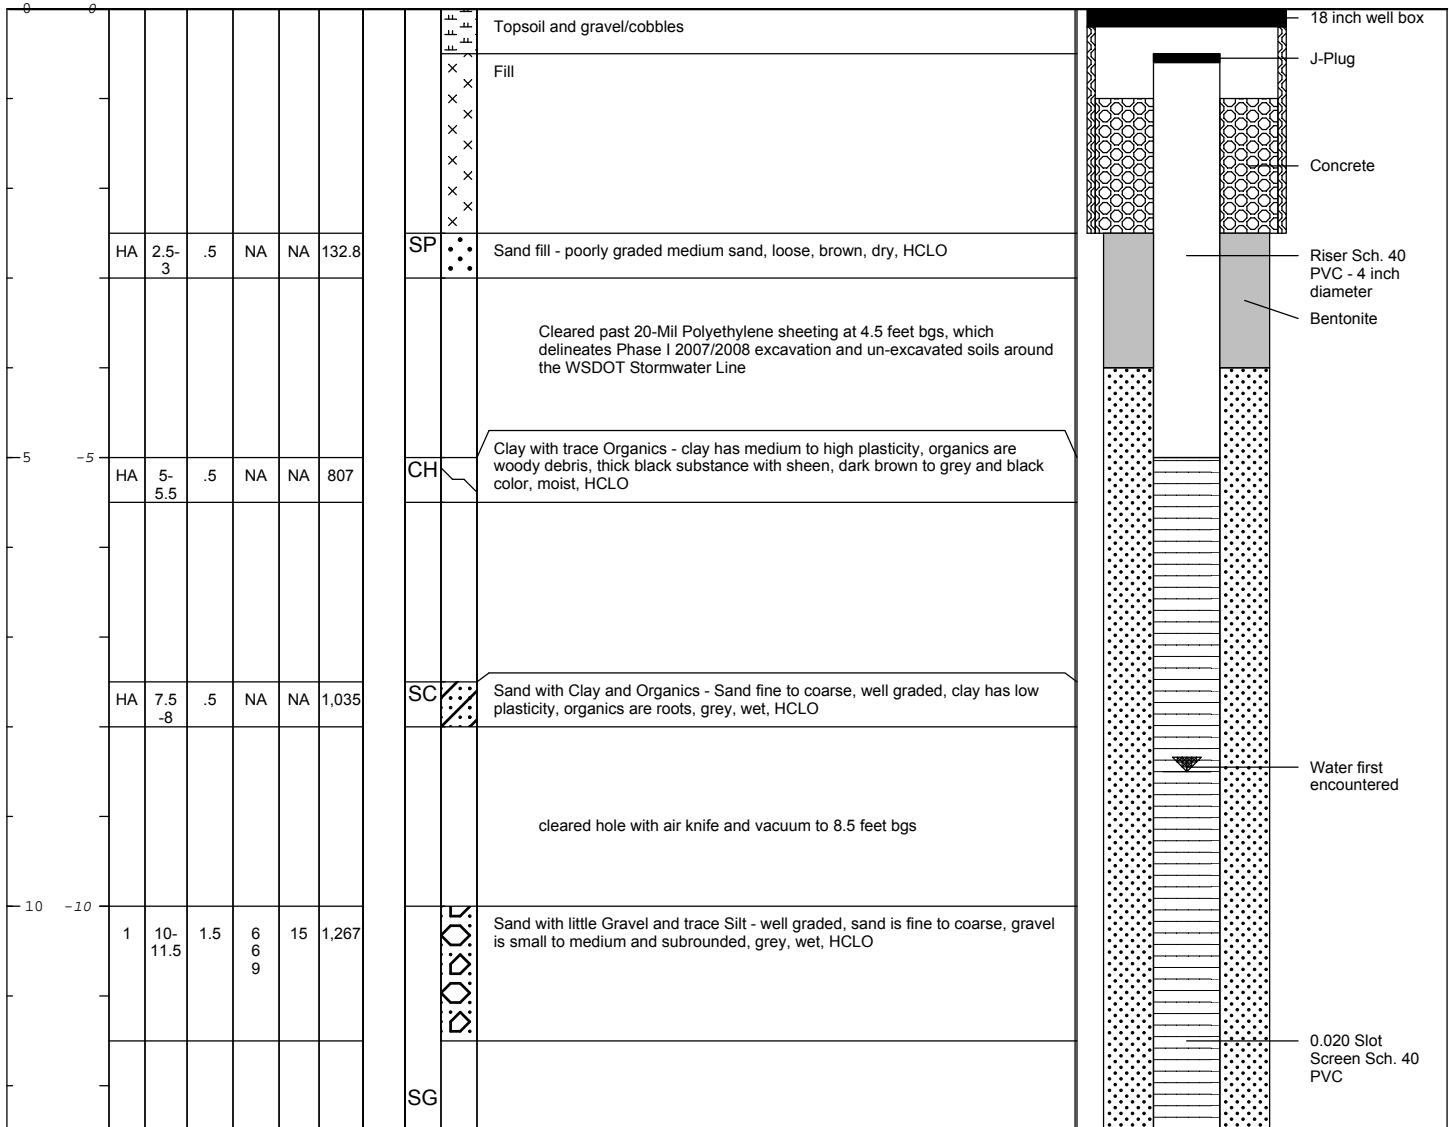 0 0
Topsoil and gravel/cobbles
18 inch well box
J-Plug
Fill
Concrete
HA 2.5- .5 NA NA 132.8 SP Sand fill - poorly graded medium sand, loose, brown, dry, HCLO
3
Riser Sch. 40
PVC - 4 inch
diameter
Bentonite
Cleared past 20-Mil Polyethylene sheeting at 4.5 feet bgs, which
delineates Phase I 2007/2008 excavation and un-excavated soils around
the WSDOT Stormwater Line
5 -5
HA 5- .5 NA NA 807 CH
5.5
Clay with trace Organics - clay has medium to high plasticity, organics are
woody debris, thick black substance with sheen, dark brown to grey and black
color, moist, HCLO
HA 7.5 .5 NA NA 1,035 SC
-8
Sand with Clay and Organics - Sand fine to coarse, well graded, clay has low
plasticity, organics are roots, grey, wet, HCLO
Water first
encountered
cleared hole with air knife and vacuum to 8.5 feet bgs
10 -10
1 10- 1.5 6 15 1,267
11.5 6
9
Sand with little Gravel and trace Silt - well graded, sand is fine to coarse, gravel
is small to medium and subrounded, grey, wet, HCLO
0.020 Slot
Screen Sch. 40
PVC
SG